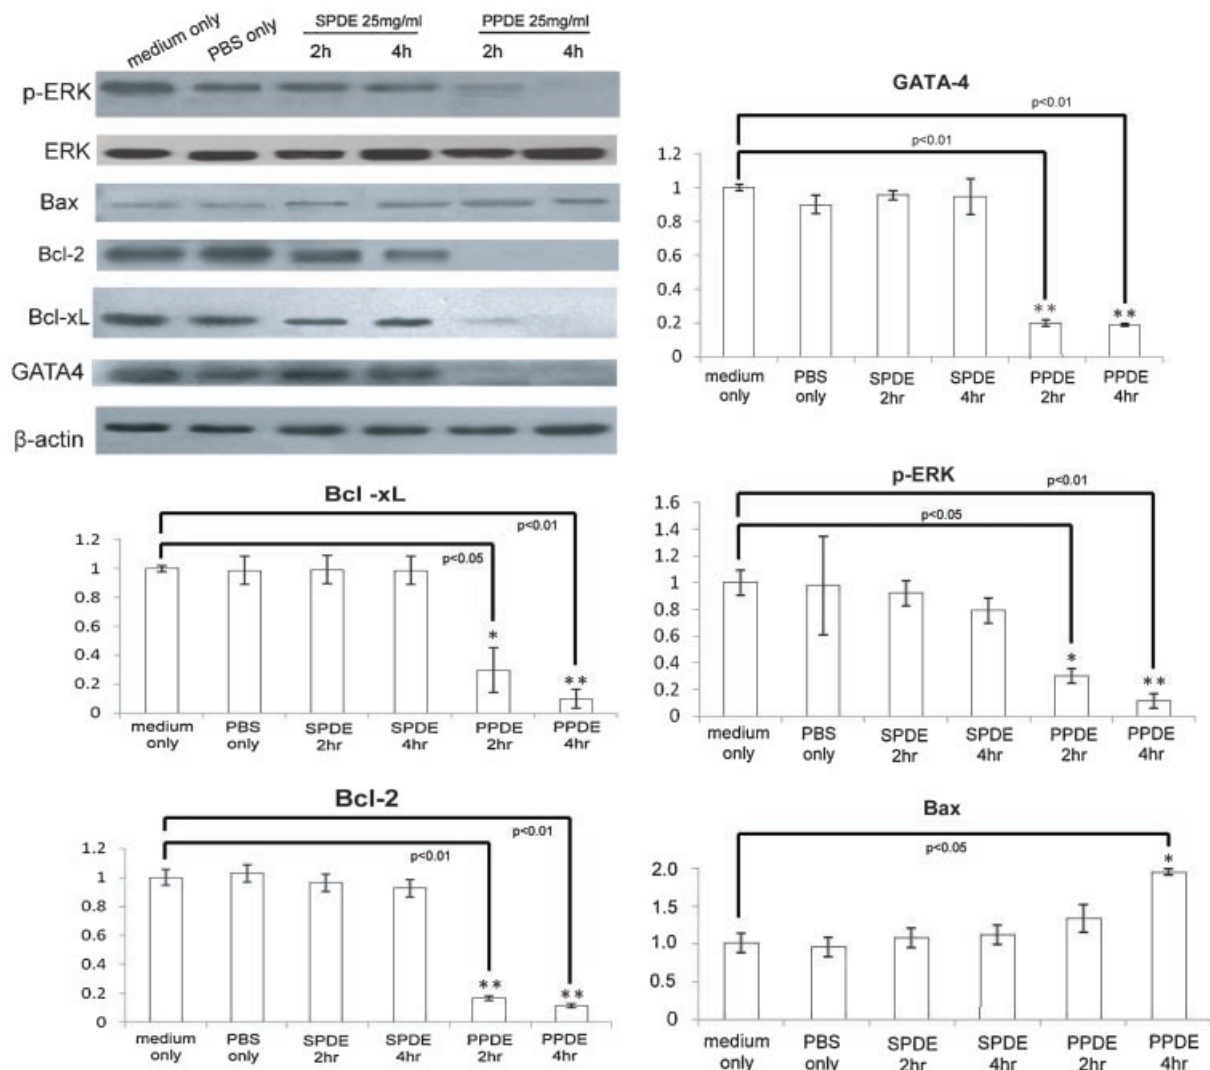 medium only
PBS only
SPDE 25mg/ml
PPDE 25mg/ml
2h
4h
2h
4h
p-ERK
ERK
Bax
Bcl-2
Bcl-xL
GATA4
β-actin
GATA-4
p<0.01
p<0.01
1.2
1
0.8
0.6
0.4
0.2
0
**
**
medium only
PBS only
SPDE 2hr
SPDE 4hr
PPDE 2hr
PPDE 4hr
Bcl -xL
p<0.01
p<0.05
1.2
1
0.8
0.6
0.4
0.2
0
*
**
medium only
PBS only
SPDE 2hr
SPDE 4hr
PPDE 2hr
PPDE 4hr
p-ERK
p<0.01
p<0.05
1.6
1.4
1.2
1
0.8
0.6
0.4
0.2
0
*
**
medium only
PBS only
SPDE 2hr
SPDE 4hr
PPDE 2hr
PPDE 4hr
Bcl-2
p<0.01
p<0.01
1.2
1
0.8
0.6
0.4
0.2
0
**
**
medium only
PBS only
SPDE 2hr
SPDE 4hr
PPDE 2hr
PPDE 4hr
Bax
p<0.05
2.0
1.5
1.0
0.5
0
*
medium only
PBS only
SPDE 2hr
SPDE 4hr
PPDE 2hr
PPDE 4hr